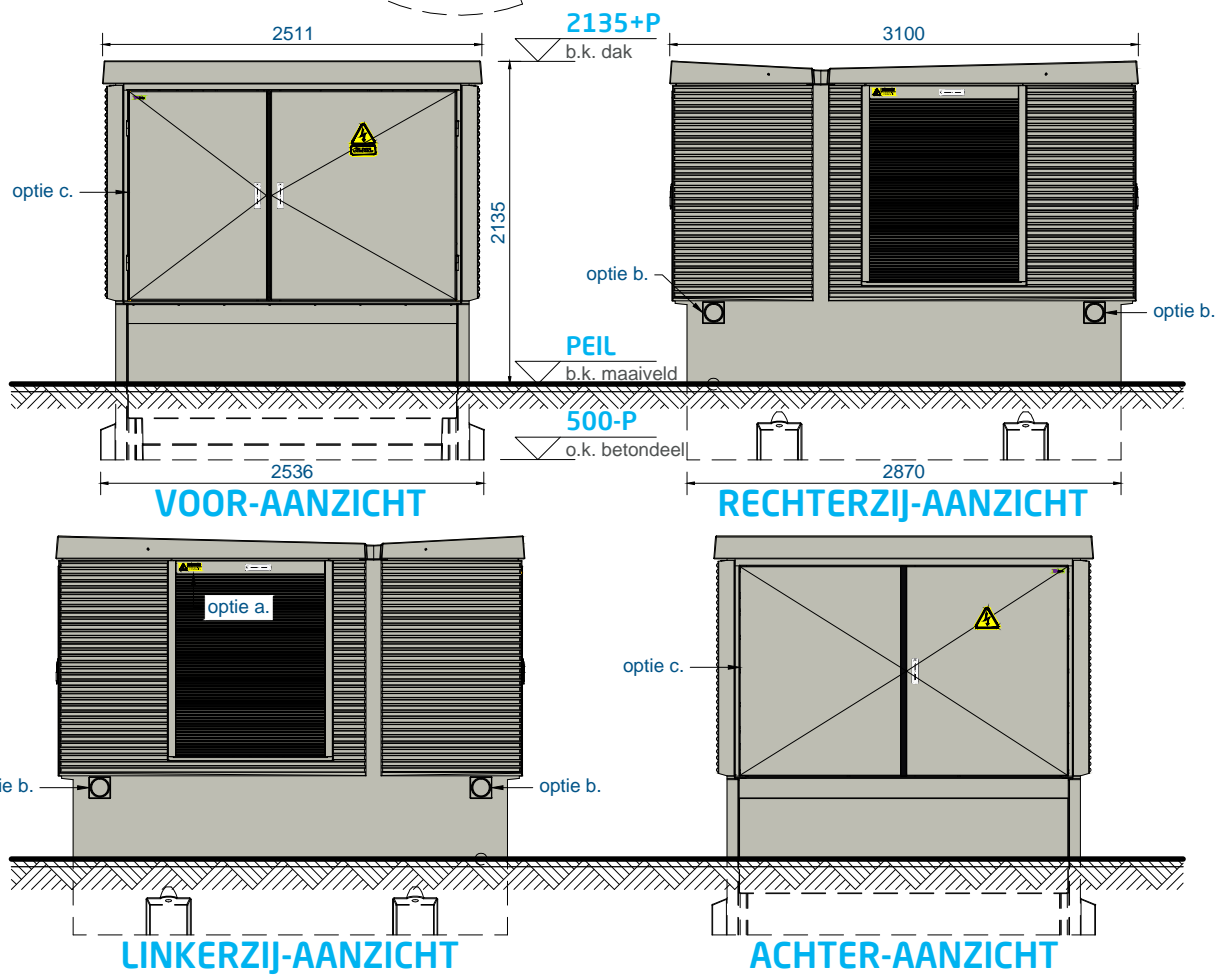 2511
2135+P
b.k. dak
3100
optie c.
2135
optie b.
optie b.
PEIL
b.k. maaiveld
500-P
o.k. betondeel
2536
2870
VOOR-AANZICHT
RECHTERZIJ-AANZICHT
optie a.
optie c.
ie b.
optie b.
LINKERZIJ-AANZICHT
ACHTER-AANZICHT